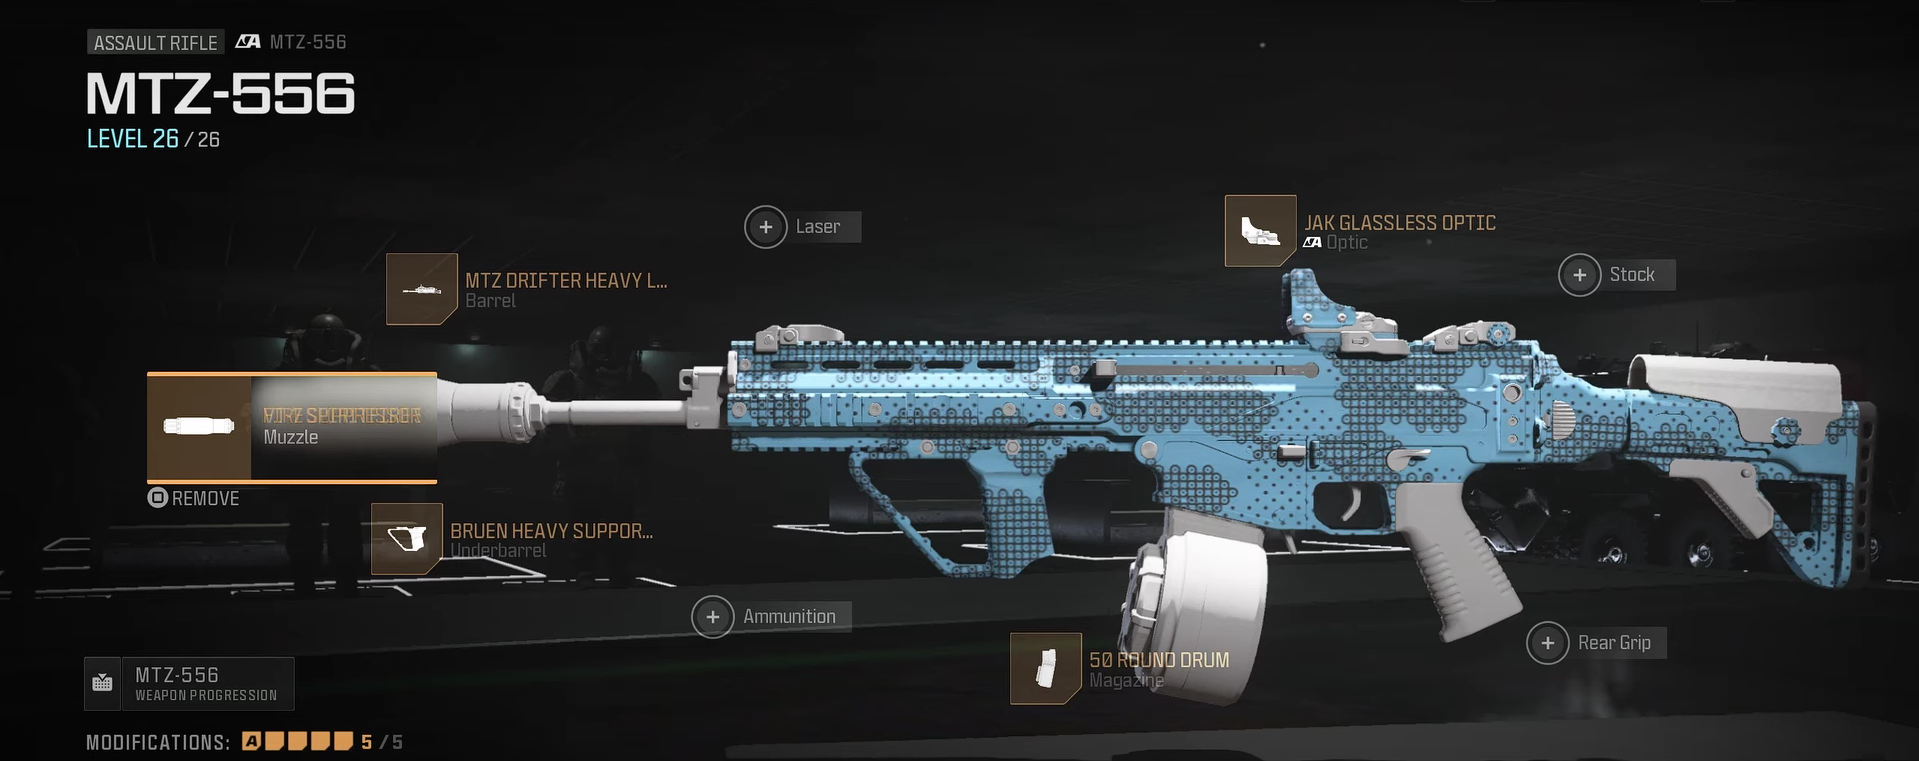 ASSAULT RIFLE MTZ-556
MTZ-556
LEVEL 26 / 26
Laser
JAK GLASSLESS OPTIC
Optic
Stock
MTZ DRIFTER HEAVY L...
Barrel
Muzzle
REMOVE
BRUEN HEAVY SUPPOR...
Underbarrel
Ammunition
Rear Grip
50 ROUND DRUM
Magazine
MTZ-556
WEAPON PROGRESSION
MODIFICATIONS: A 5 / 5